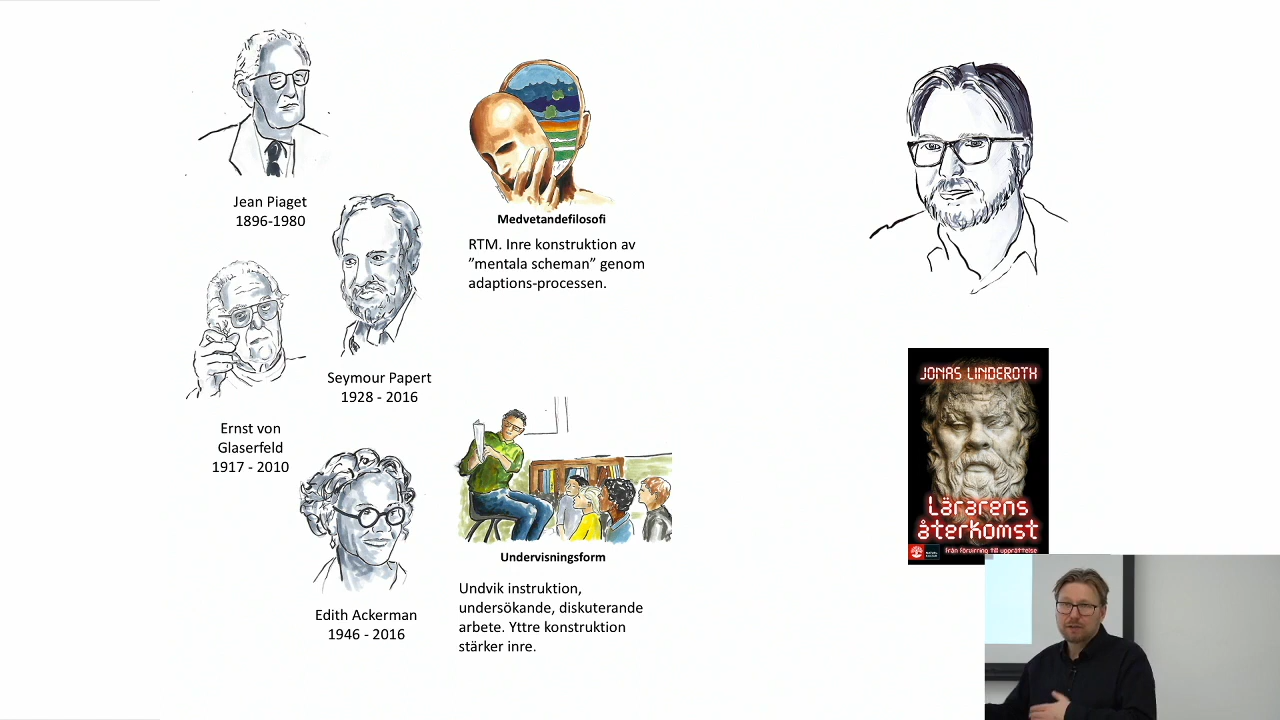 Jean Piaget
1896-1980
Seymour Papert
1928 - 2016
Ernst von
Glaserfeld
1917 - 2010
Edith Ackerman
1946 - 2016
Medvetandefilosofi
RTM. Inre konstruktion av
”mentala scheman” genom
adaptions-processen.
Undervisningsform
Undvik instruktion,
undersökande, diskuterande
arbete. Yttre konstruktion
stärker inre.
JONAS LINDEROTH
Lärarens
återkomst
Från förvirring till upprättelse
NATUR &
KULTUR